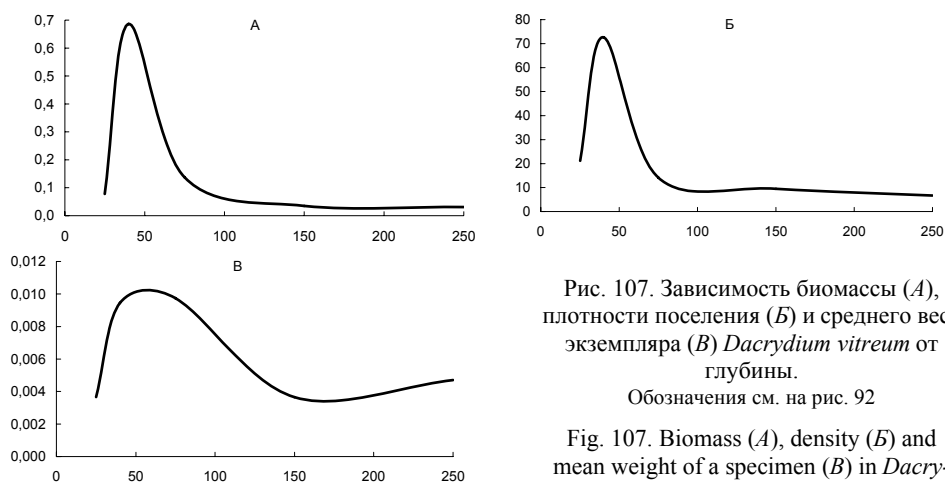 А
0,7
0,6
0,5
0,4
0,3
0,2
0,1
0,0
0 50 100 150 200 250
Б
80
70
60
50
40
30
20
10
0
0 50 100 150 200 250
В
0,012
0,010
0,008
0,006
0,004
0,002
0,000
0 50 100 150 200 250
Рис. 107. Зависимость биомассы (А),
плотности поселения (Б) и среднего вес
экземпляра (В) Dacrydium vitreum от
глубины.
Обозначения см. на рис. 92
Fig. 107. Biomass (A), density (Б) and
mean weight of a specimen (В) in Dacry-